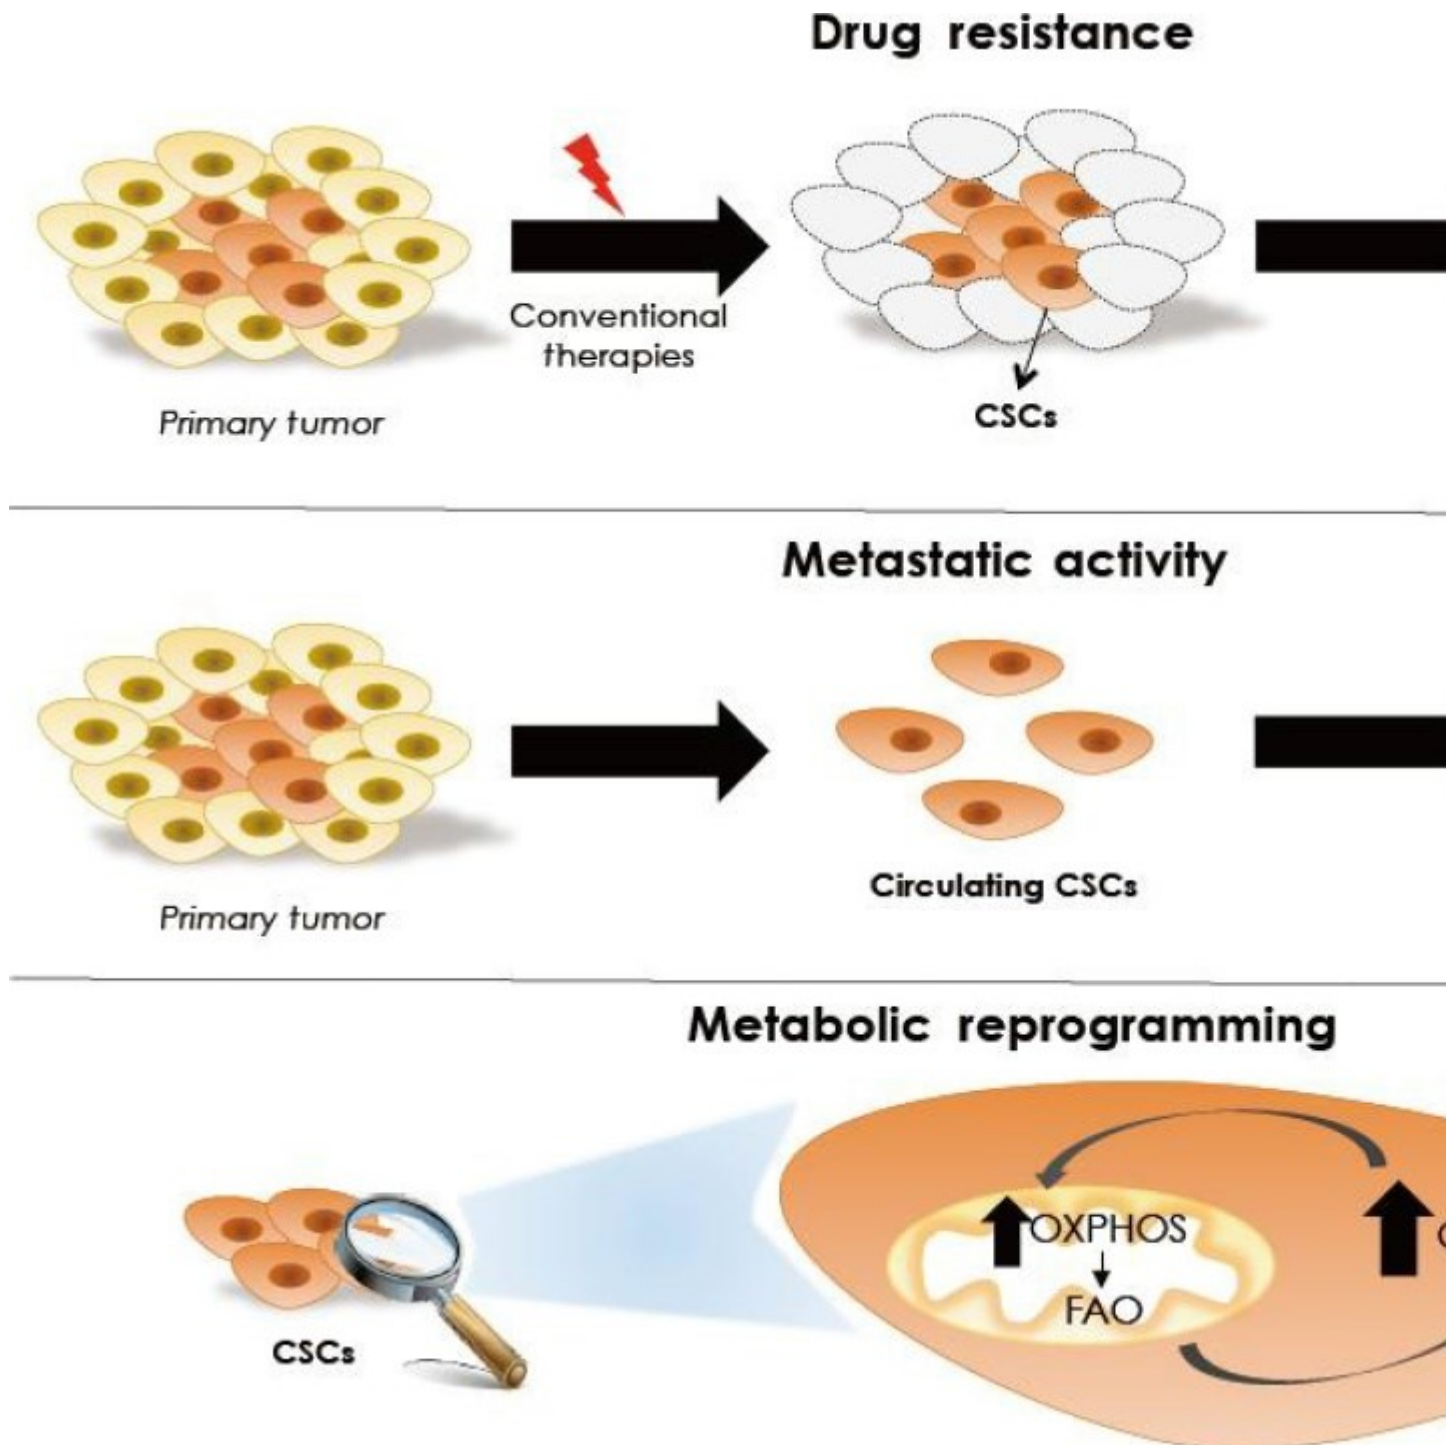 Drug resistance
Conventional
therapies
CSCs
Primary tumor
Metastatic activity
Circulating CSCs
Primary tumor
Metabolic reprogramming
OXPHOS
FAO
CSCs